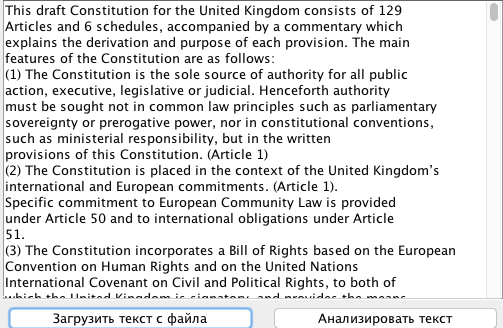 This draft Constitution for the United Kingdom consists of 129
Articles and 6 schedules, accompanied by a commentary which
explains the derivation and purpose of each provision. The main
features of the Constitution are as follows:
(1) The Constitution is the sole source of authority for all public
action, executive, legislative or judicial. Henceforth authority
must be sought not in common law principles such as parliamentary
sovereignty or prerogative power, nor in constitutional conventions,
such as ministerial responsibility, but in the written
provisions of this Constitution. (Article 1)
(2) The Constitution is placed in the context of the United Kingdom's
international and European commitments. (Article 1).
Specific commitment to European Community Law is provided
under Article 50 and to international obligations under Article
51.
(3) The Constitution incorporates a Bill of Rights based on the European
Convention on Human Rights and on the United Nations
International Covenant on Civil and Political Rights, to both of
which the United Kingdom is signatory, and provides the means
Загрузить текст с файла
Анализировать текст